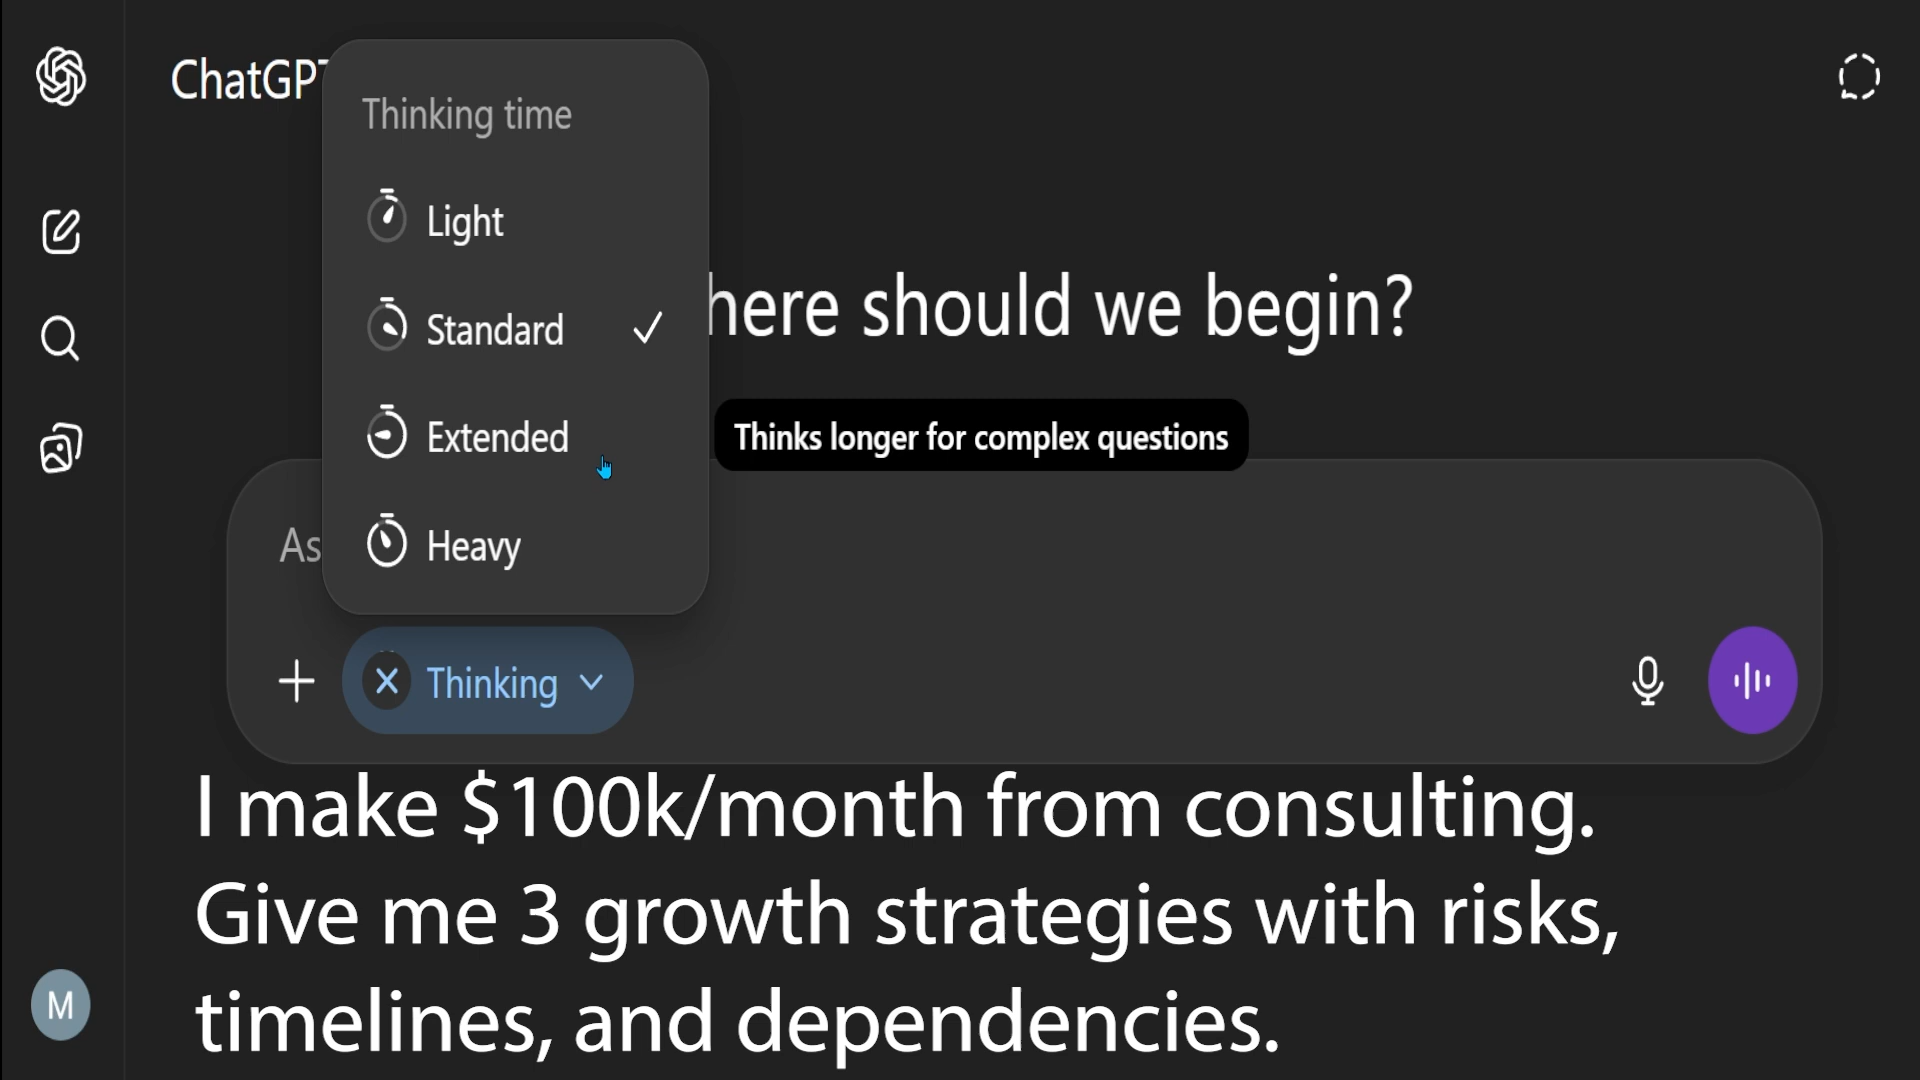 ChatGPT
Thinking time
Light
Standard
here should we begin?
Extended
Thinks longer for complex questions
As
Heavy
Thinking
I make $100k/month from consulting.
Give me 3 growth strategies with risks,
timelines, and dependencies.
M